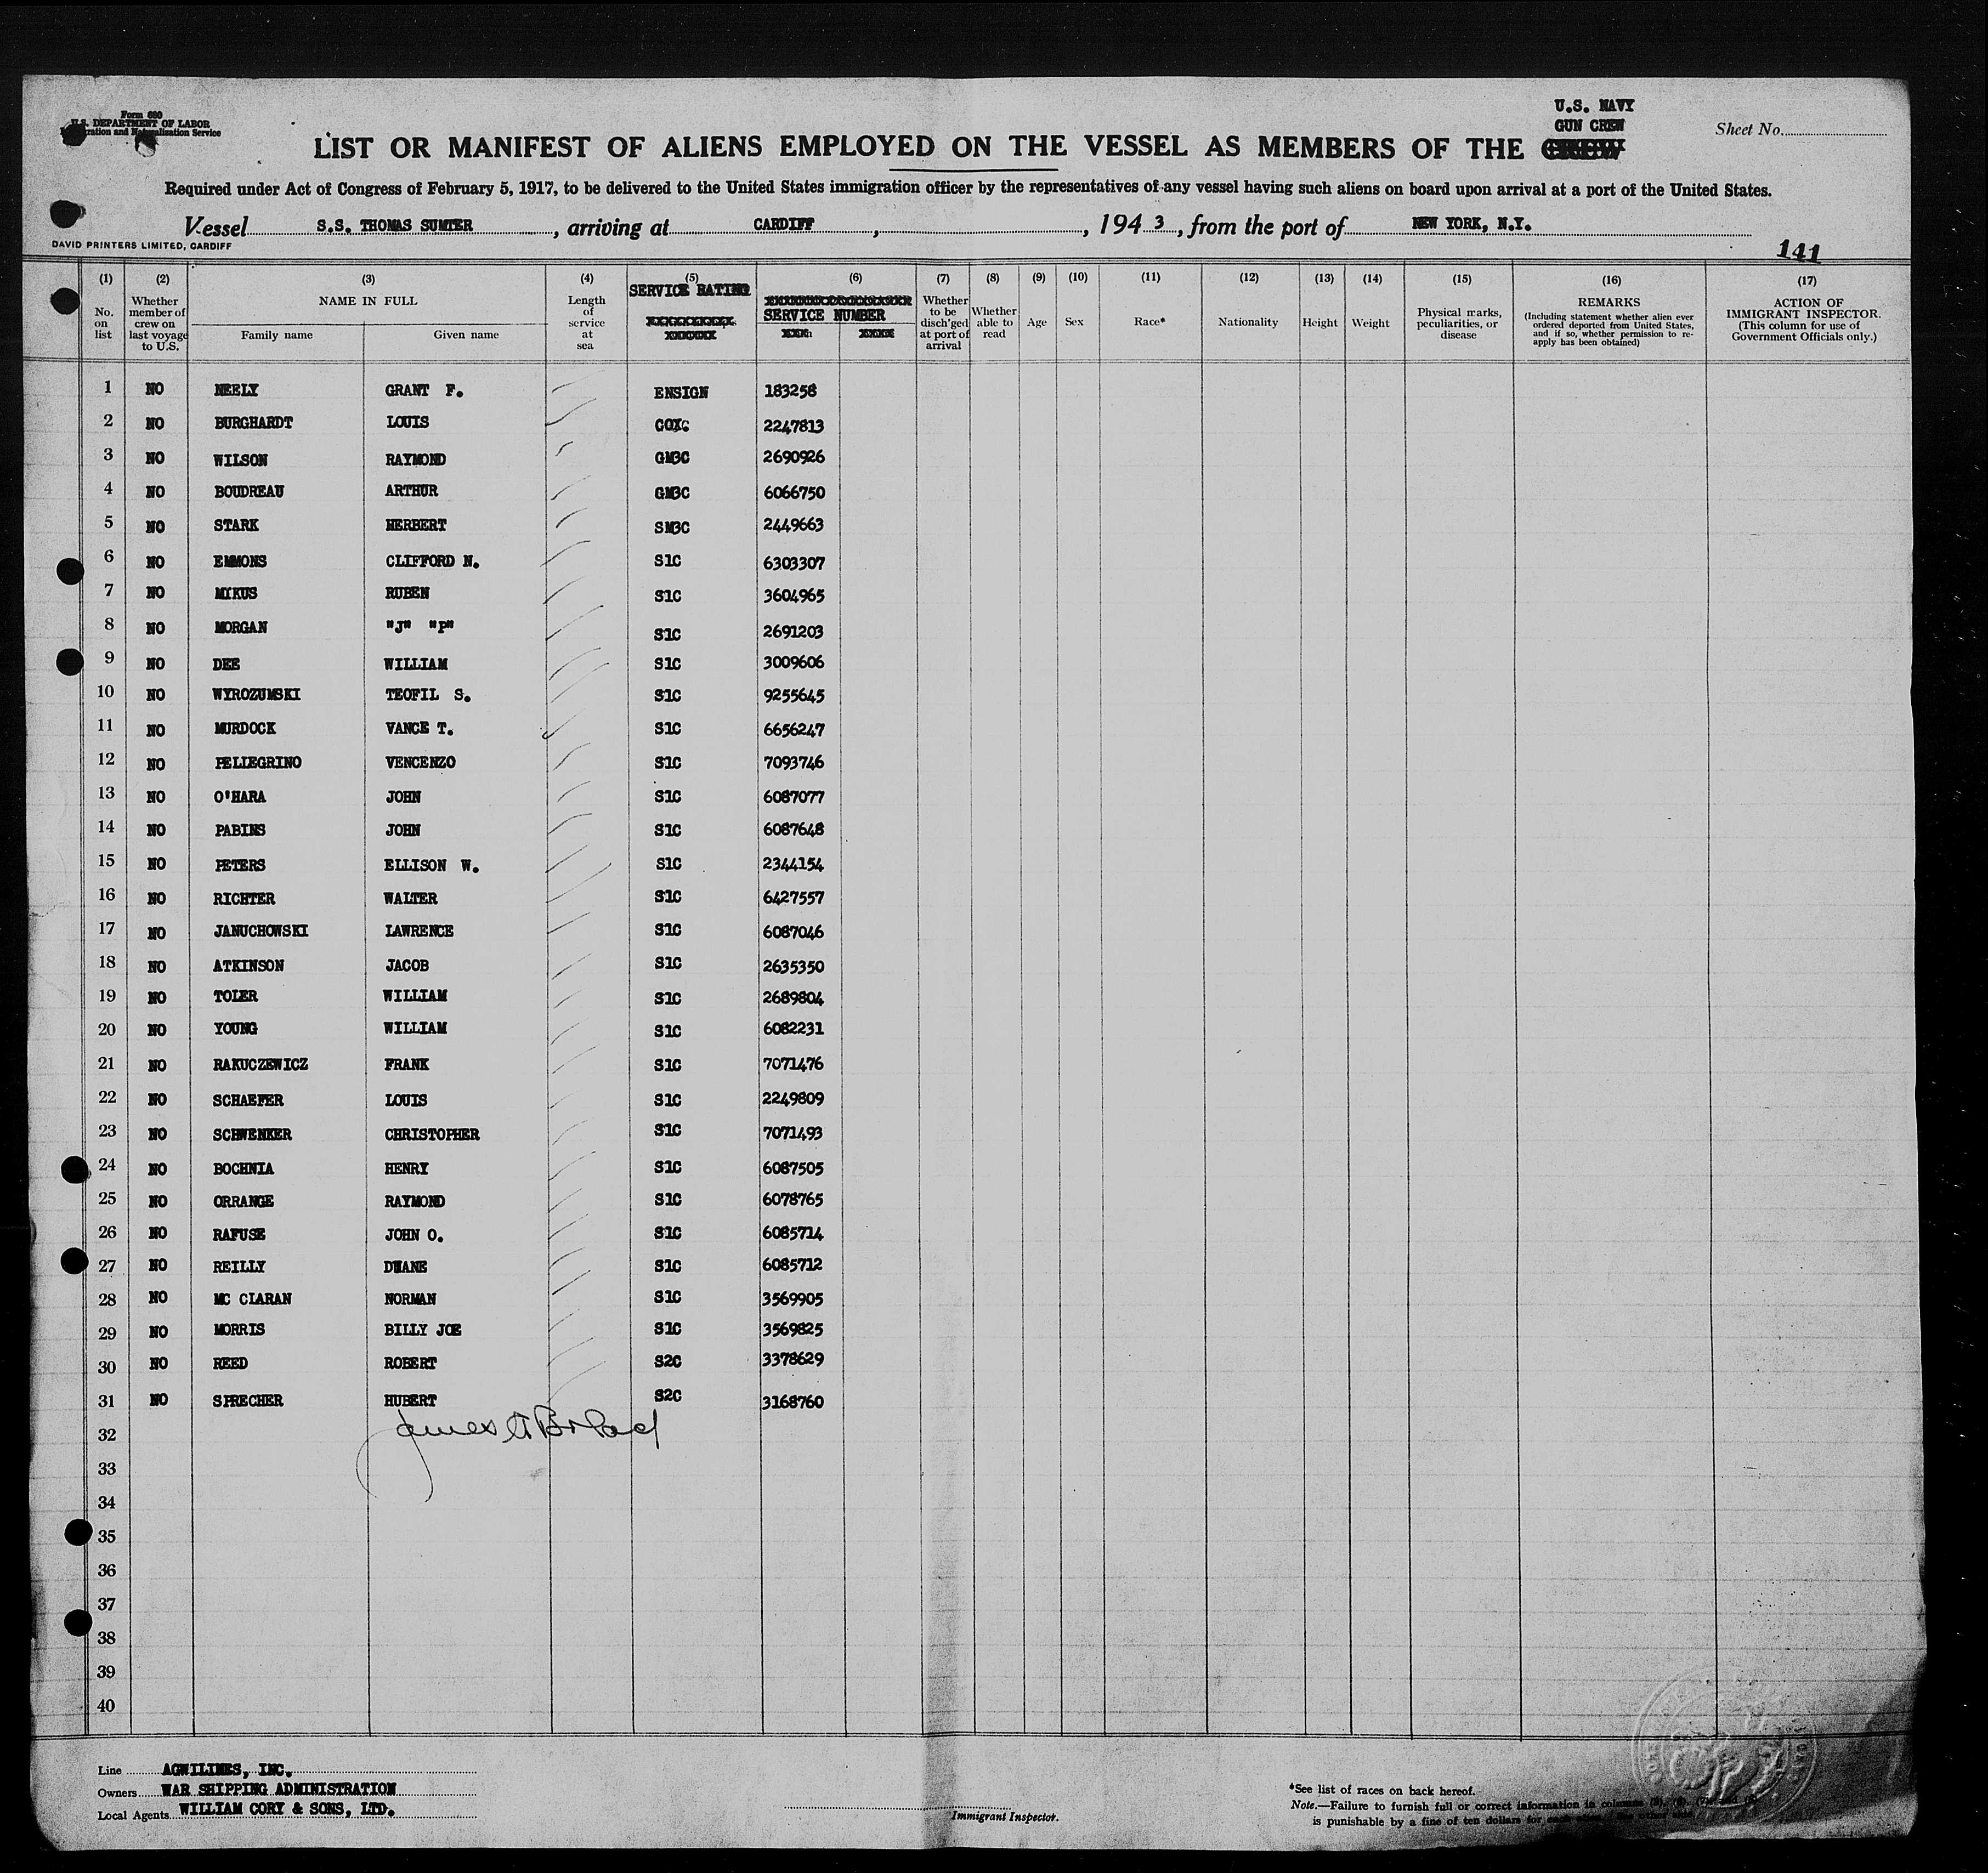 Form 680
U.S. DEPARTMENT OF LABOR
Immigration and Naturalization Service
U.S. NAVY
GUN CREW
Sheet No.
LIST OR MANIFEST OF ALIENS EMPLOYED ON THE VESSEL AS MEMBERS OF THE CREW
Required under Act of Congress of February 5, 1917, to be delivered to the United States immigration officer by the representatives of any vessel having such aliens on board upon arrival at a port of the United States.
Vessel S.S. THOMAS SUMTER, arriving at CARDIFF, , 194 3, from the port of NEW YORK, N.Y.
DAVID PRINTERS LIMITED, CARDIFF
141
(1) (2) (3) (4) (5) (6) (7) (8) (9) (10) (11) (12) (13) (14) (15) (16) (17)
No. on list
Whether member of crew on last voyage to U.S.
NAME IN FULL
Family name Given name
Length of service at sea
SERVICE RATING
SERVICE NUMBER
Whether to be disch'ged at port of arrival
Whether able to read
Age
Sex
Race*
Nationality
Height
Weight
Physical marks, peculiarities, or disease
REMARKS
(Including statement whether alien ever ordered deported from United States, and if so, whether permission to re-apply has been obtained)
ACTION OF IMMIGRANT INSPECTOR.
(This column for use of Government Officials only.)
1 NO NEELY GRANT F. ENSIGN 183258
2 NO BURGHARDT LOUIS COX. 2247813
3 NO WILSON RAYMOND GM3C 2690926
4 NO BOUDREAU ARTHUR GM3C 6066750
5 NO STARK HERBERT SM3C 2449663
6 NO EMMONS CLIFFORD N. S1C 6303307
7 NO MIKUS RUBEN S1C 3604965
8 NO MORGAN "J" "P" S1C 2691203
9 NO DEE WILLIAM S1C 3009606
10 NO WYROZUMSKI TEOFIL S. S1C 9255645
11 NO MURDOCK VANCE T. S1C 6656247
12 NO PELLEGRINO VENCENZO S1C 7093746
13 NO O'HARA JOHN S1C 6087077
14 NO PABINS JOHN S1C 6087648
15 NO PETERS ELLISON W. S1C 2344154
16 NO RICHTER WALTER S1C 6427557
17 NO JANUCHOWSKI LAWRENCE S1C 6087046
18 NO ATKINSON JACOB S1C 2635350
19 NO TOLER WILLIAM S1C 2689804
20 NO YOUNG WILLIAM S1C 6082231
21 NO RAKUCZEWICZ FRANK S1C 7071476
22 NO SCHAEFER LOUIS S1C 2249809
23 NO SCHWENKER CHRISTOPHER S1C 7071493
24 NO BOCHNIA HENRY S1C 6087505
25 NO ORRANGE RAYMOND S1C 6078765
26 NO RAFUSE JOHN O. S1C 6085714
27 NO REILLY DUANE S1C 6085712
28 NO MC CLARAN NORMAN S1C 3569905
29 NO MORRIS BILLY JOE S1C 3569825
30 NO REED ROBERT S2C 3378629
31 NO SPRECHER HUBERT S2C 3168760
32 James A
33
34
35
36
37
38
39
40
Line AGWILINES, INC.
Owners WAR SHIPPING ADMINISTRATION
Local Agents WILLIAM CORY & SONS, LTD.
Immigrant Inspector.
*See list of races on back hereof.
Note.—Failure to furnish full or correct information in columns
is punishable by a fine of ten dollars for